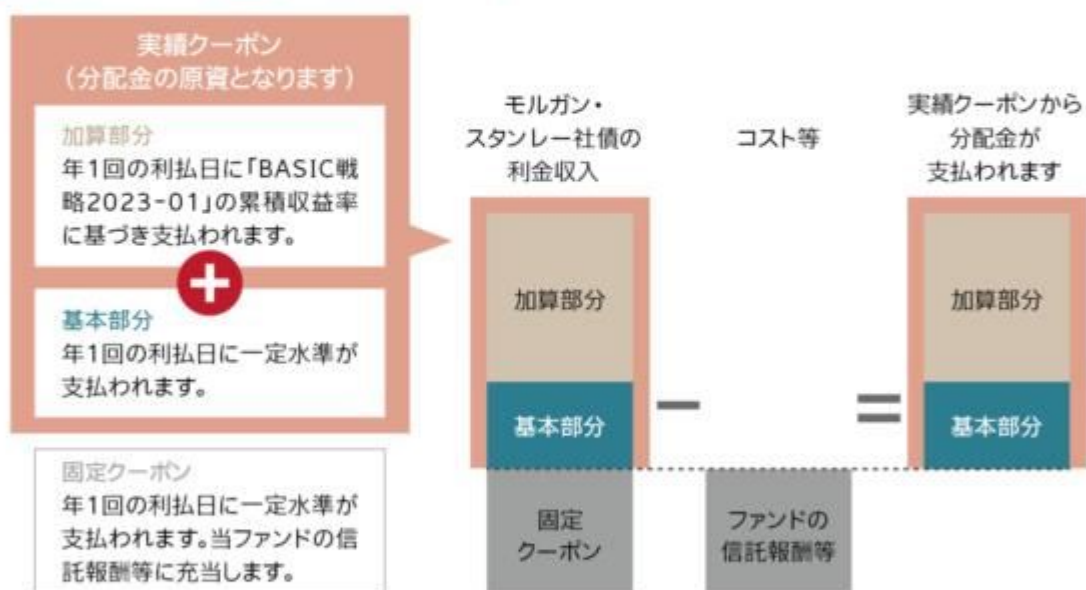 実績クーポン
(分配金の原資となります)
加算部分
年1回の利払日に「BASIC戦
略2023-01」の累積収益率
に基づき支払われます。
+
基本部分
年1回の利払日に一定水準が
支払われます。
固定クーポン
年1回の利払日に一定水準が
支払われます。当ファンドの信
託報酬等に充当します。
モルガン・
スタンレー社債の
利金収入
加算部分
基本部分
固定
クーポン
−
コスト等
ファンドの
信託報酬等
=
実績クーポンから
分配金が
支払われます
加算部分
基本部分